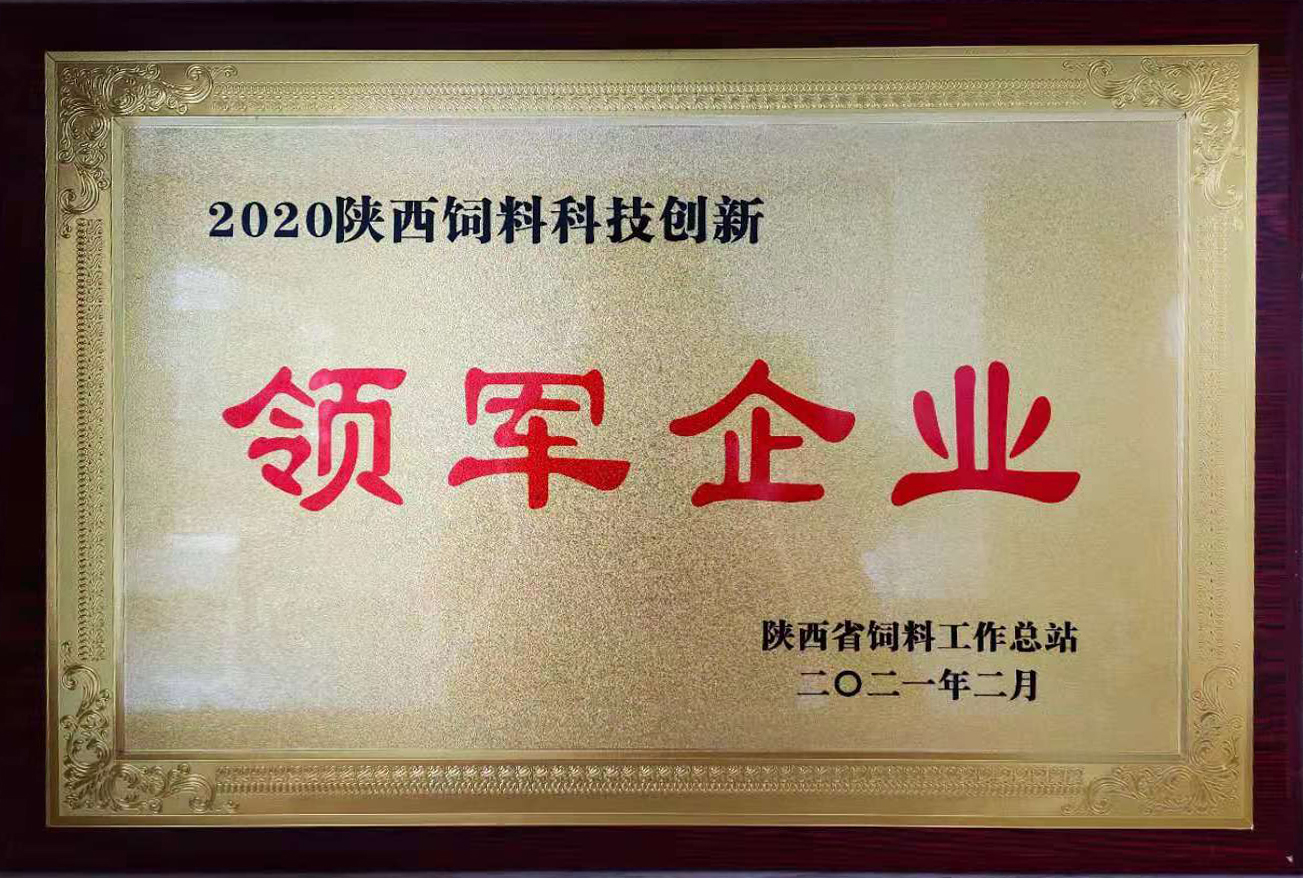 2020陕西饲料科技创新
领军企业
陕西省饲料工作总站
二〇二一年二月